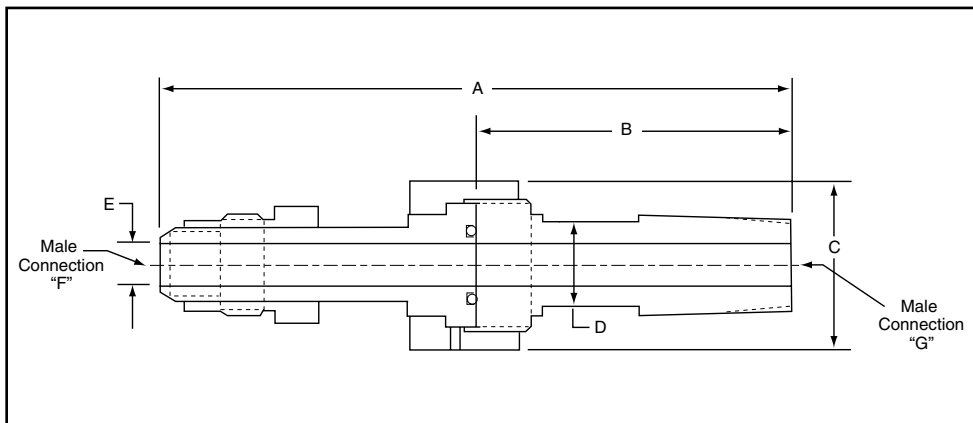 A
B
E
Male
Connection
“F”
C
D
Male
Connection
“G”